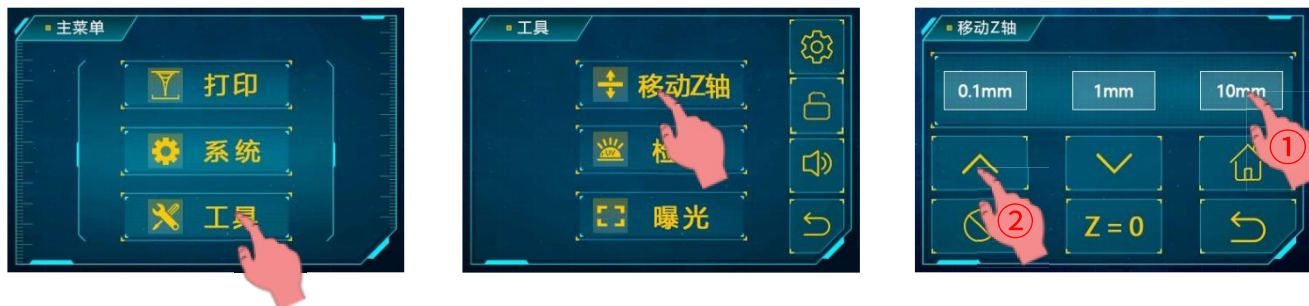 主菜单
打印
系统
工具
工具
移动Z轴
曝光
移动Z轴
0.1mm
1mm
10mm
①
②
Z = 0